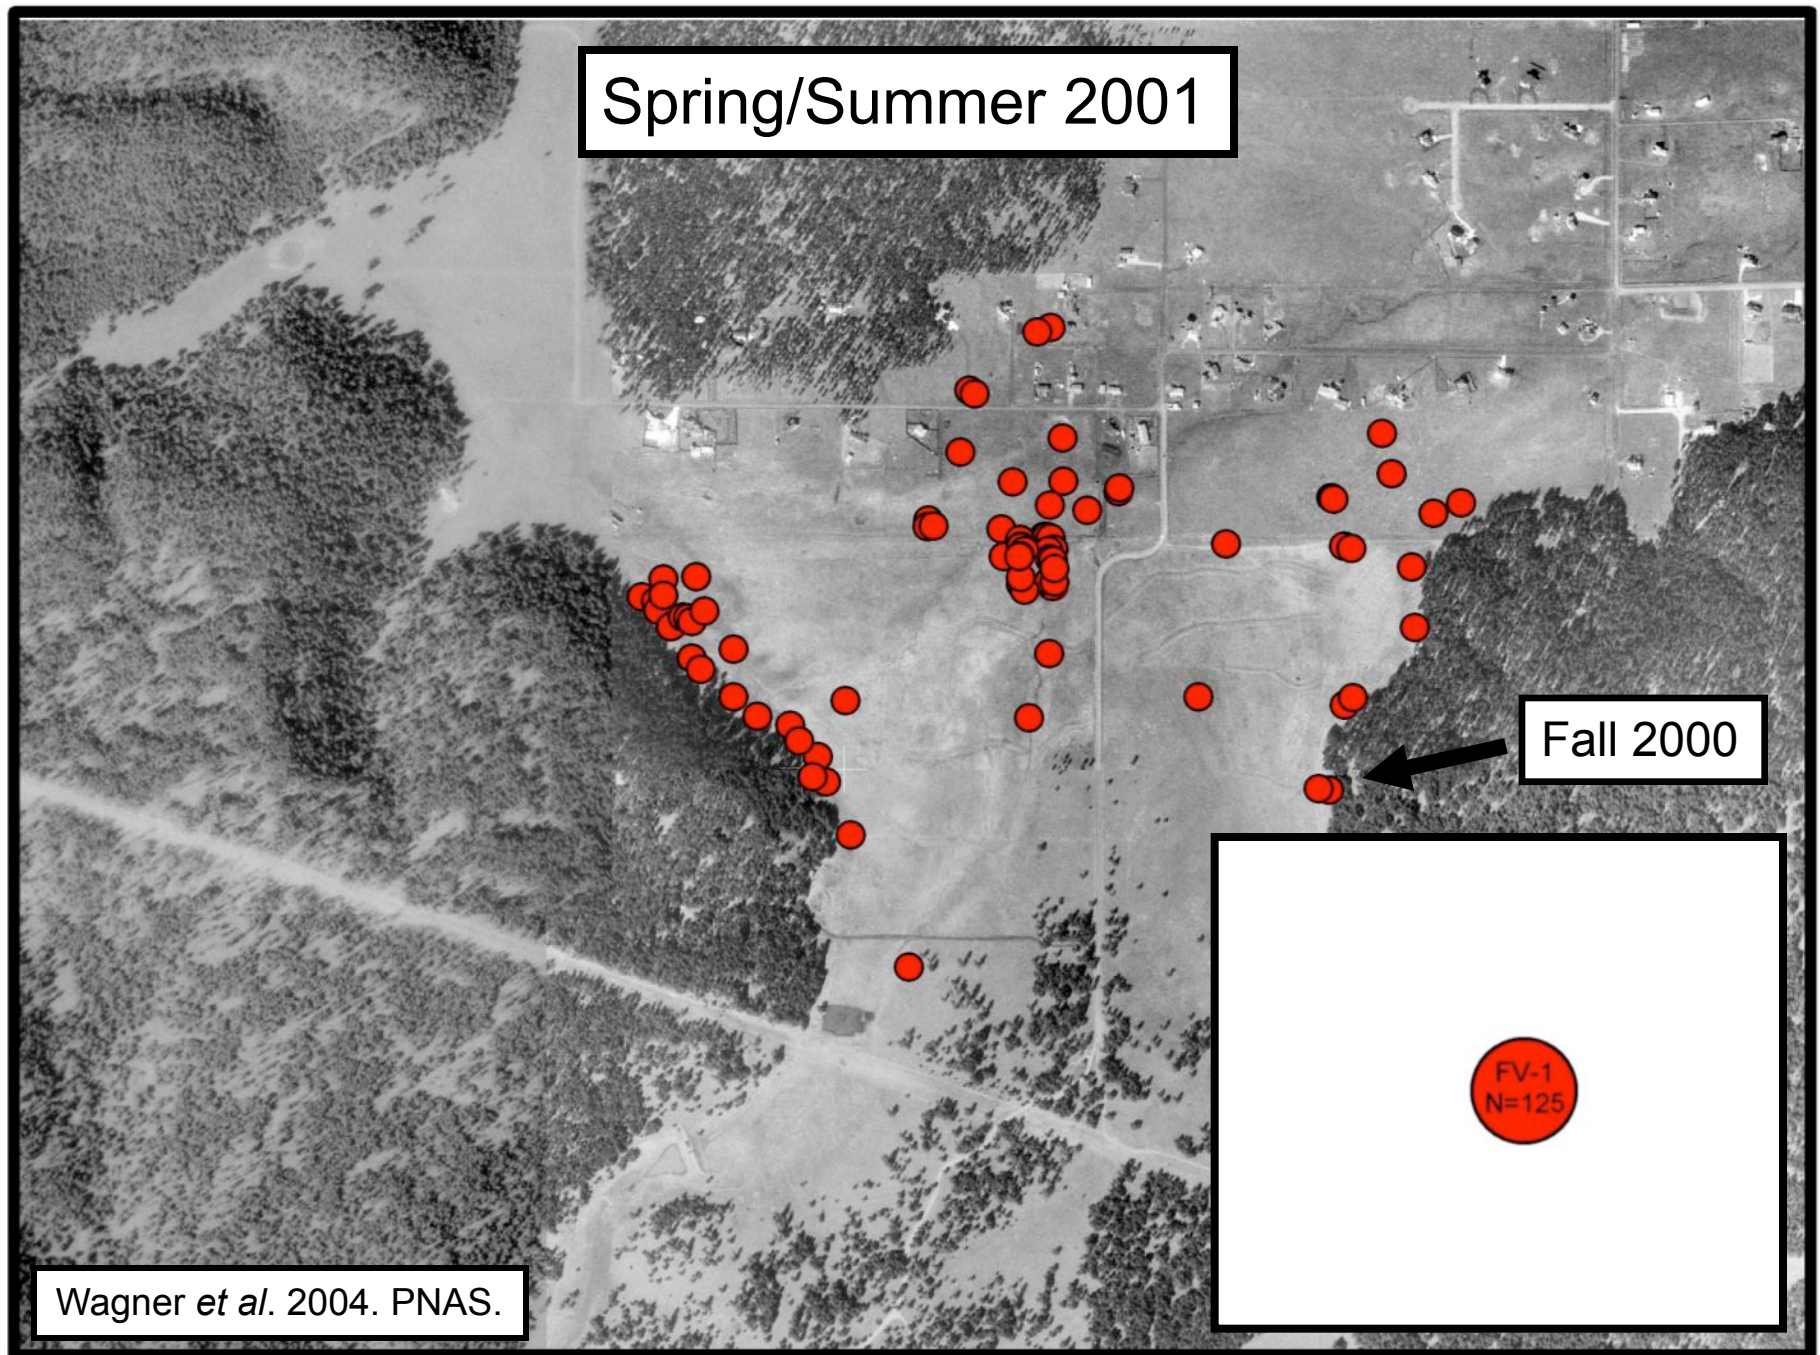 Spring/Summer 2001
Fall 2000
FV-1
N=125
Wagner et al. 2004. PNAS.